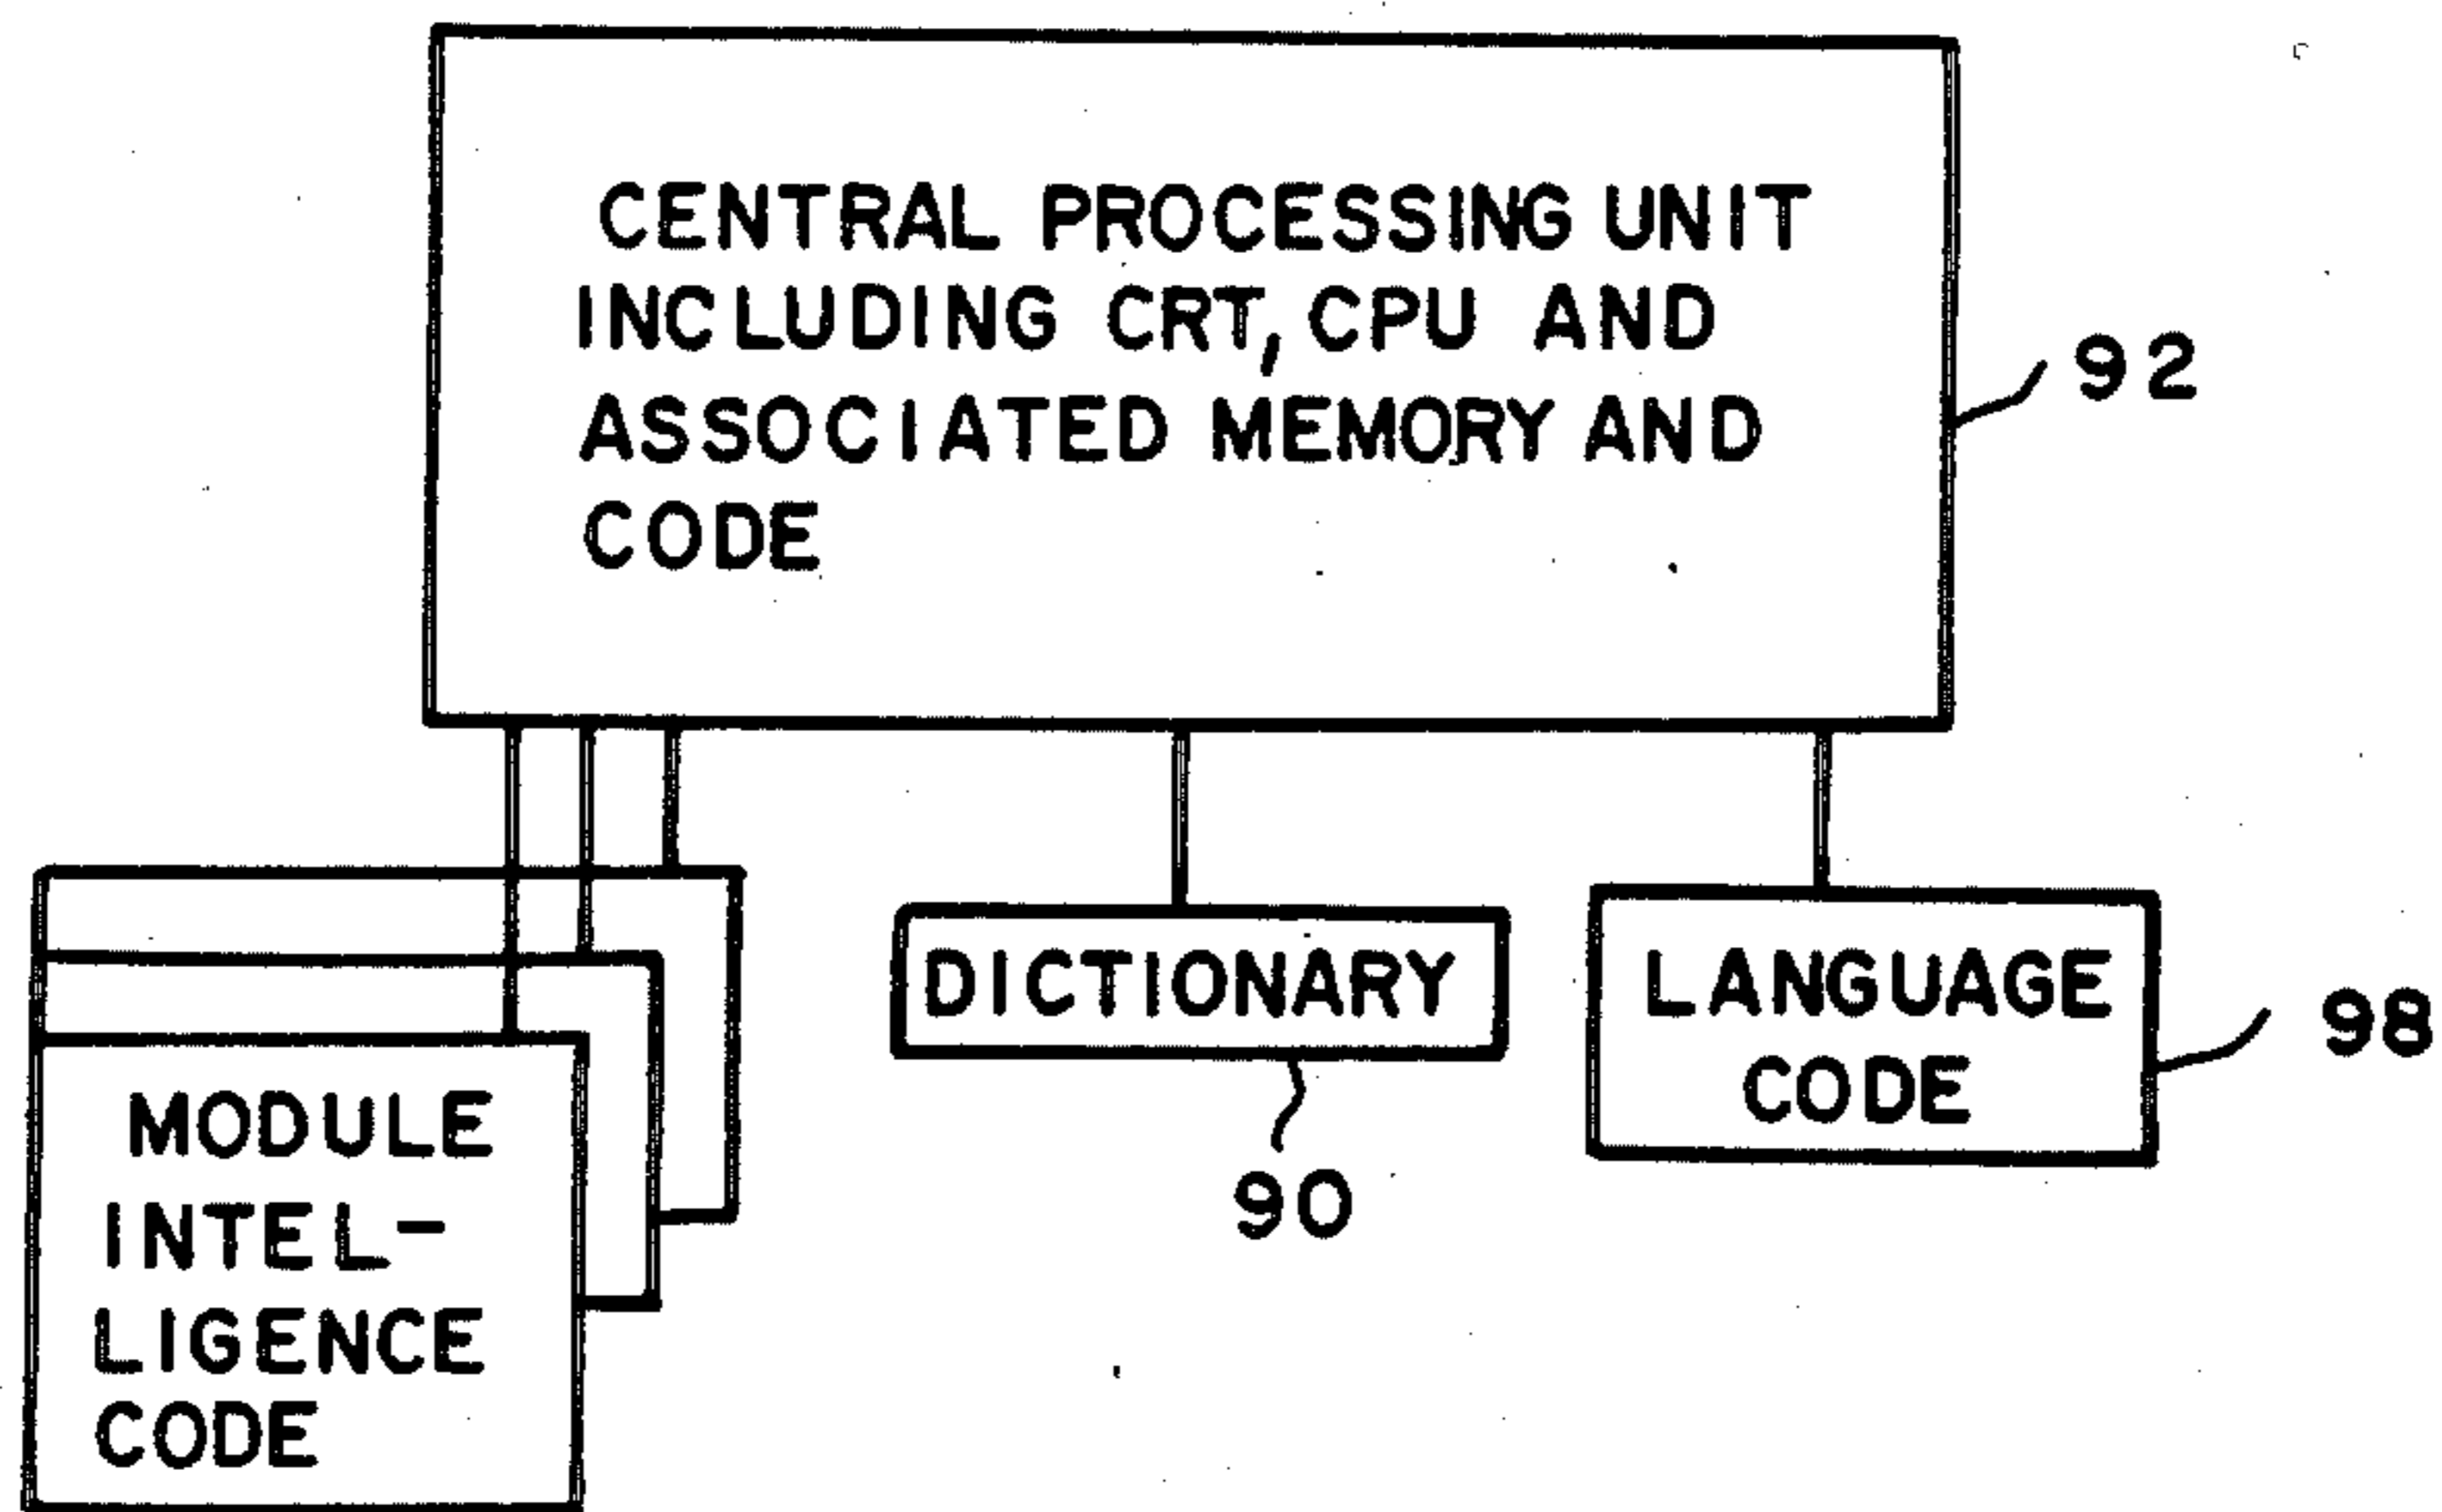 CENTRAL PROCESSING UNIT
INCLUDING CRT, CPU AND
ASSOCIATED MEMORY AND
CODE
92
DICTIONARY
90
LANGUAGE
CODE
98
MODULE
INTEL-
LIGENCE
CODE